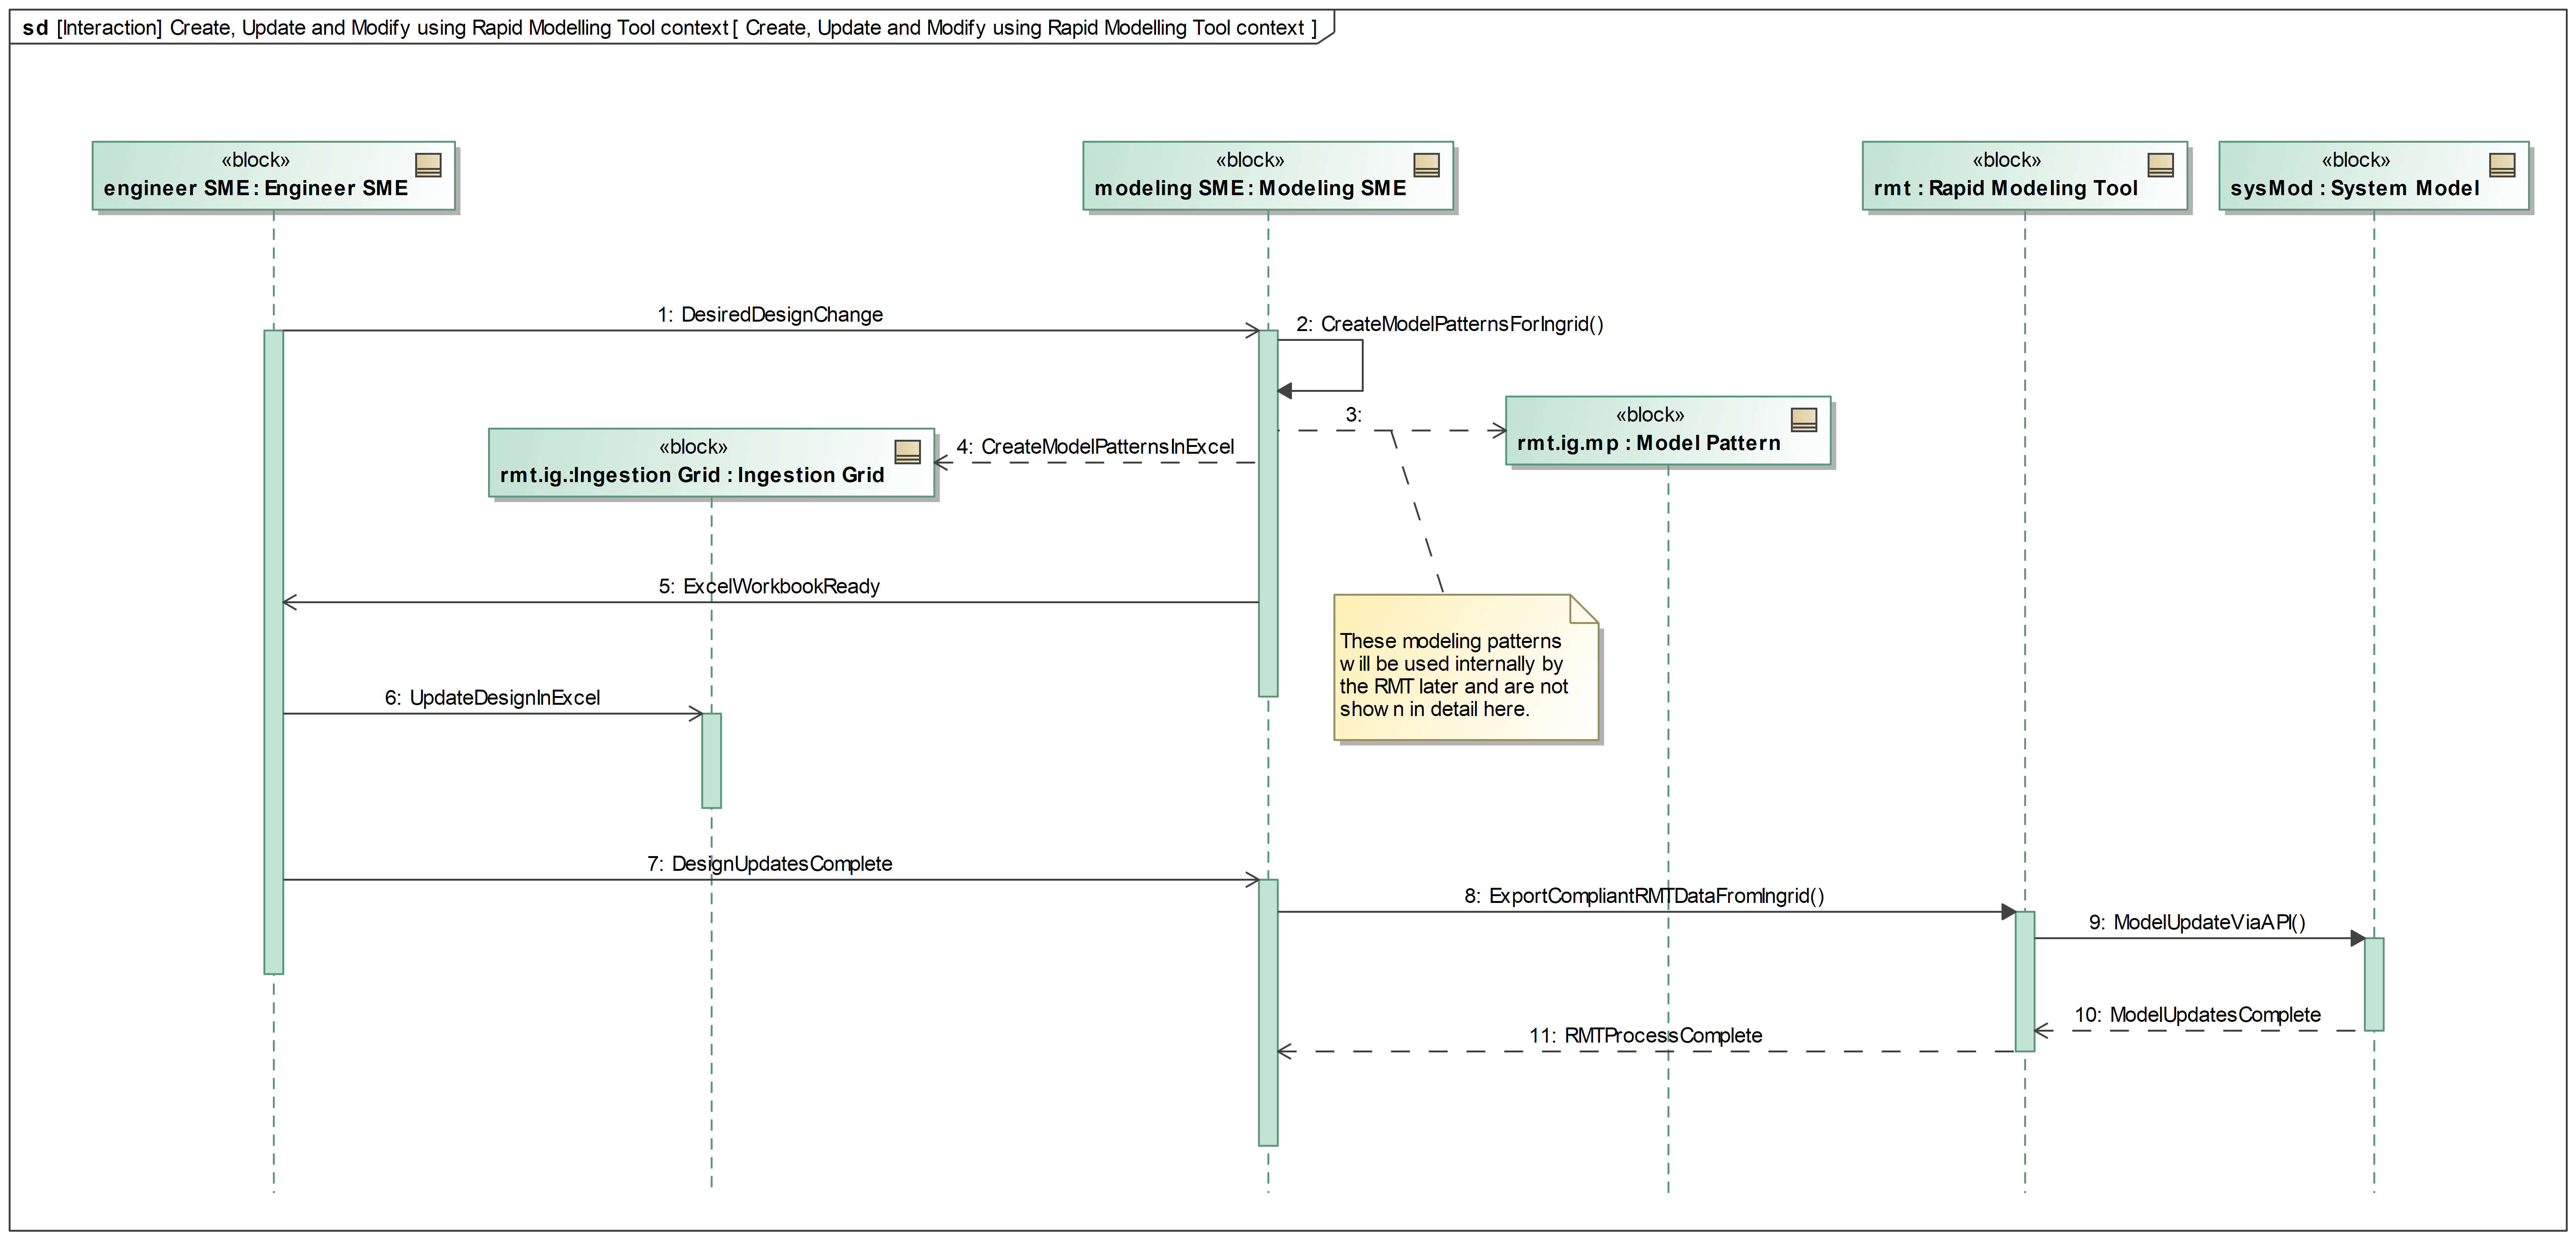 sd [Interaction] Create, Update and Modify using Rapid Modelling Tool context [ Create, Update and Modify using Rapid Modelling Tool context ]
«block»
engineer SME : Engineer SME
«block»
modeling SME : Modeling SME
«block»
rmt : Rapid Modeling Tool
«block»
sysMod : System Model
1: DesiredDesignChange
2: CreateModelPatternsForIngrid()
3:
«block»
rmt.ig.mp : Model Pattern
4: CreateModelPatternsInExcel
«block»
rmt.ig.:Ingestion Grid : Ingestion Grid
5: ExcelWorkbookReady
These modeling patterns
will be used internally by
the RMT later and are not
shown in detail here.
6: UpdateDesignInExcel
7: DesignUpdatesComplete
8: ExportCompliantRMTDataFromIngrid()
9: ModelUpdateViaAPI()
10: ModelUpdatesComplete
11: RMTProcessComplete